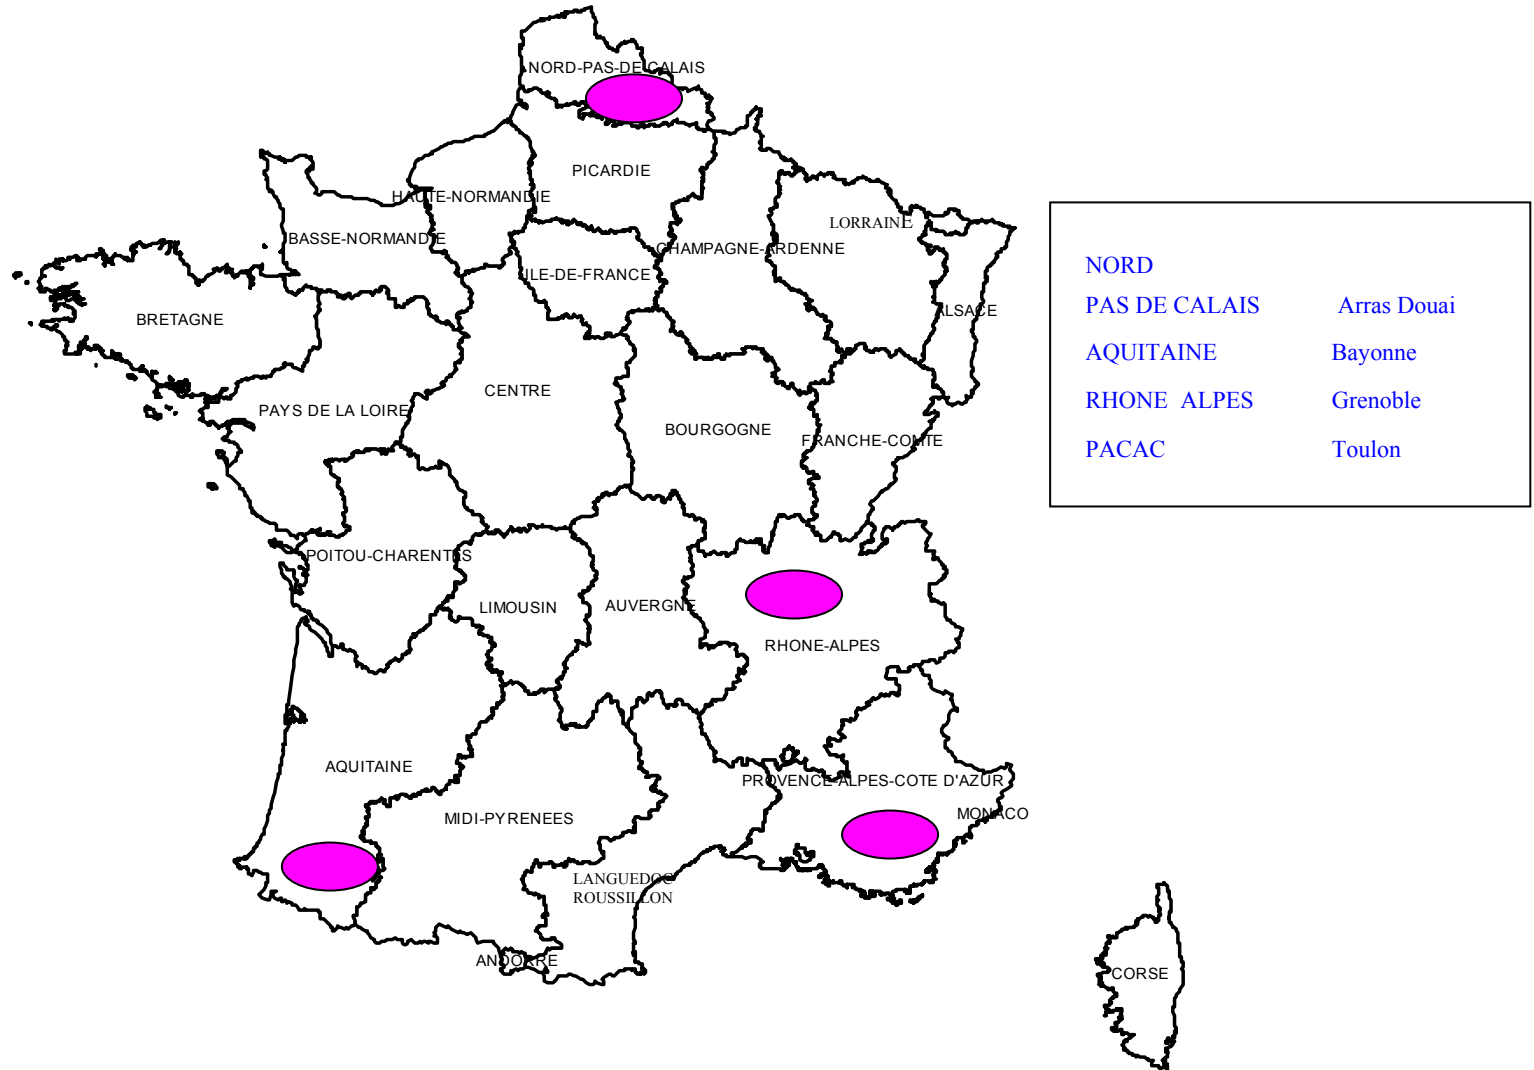 NORD-PAS-DE CALAIS
PICARDIE
HAUTE-NORMANDIE
LORRAINE
BASSE-NORMANDIE
CHAMPAGNE-ARDENNE
ILE-DE-FRANCE
ALSACE
BRETAGNE
CENTRE
PAYS DE LA LOIRE
BOURGOGNE
FRANCHE-COMTE
POITOU-CHARENTES
LIMOUSIN
AUVERGNE
RHONE-ALPES
AQUITAINE
PROVENCE-ALPES-COTE D'AZUR
MIDI-PYRENEES
MONACO
LANGUEDOC
ROUSSILLON
ANDORRE
CORSE
NORD
PAS DE CALAIS Arras Douai
AQUITAINE Bayonne
RHONE ALPES Grenoble
PACAC Toulon